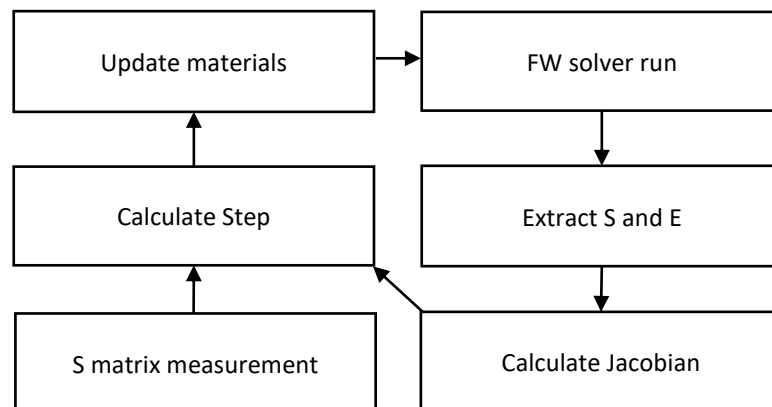 Update materials
FW solver run
Calculate Step
Extract S and E
S matrix measurement
Calculate Jacobian